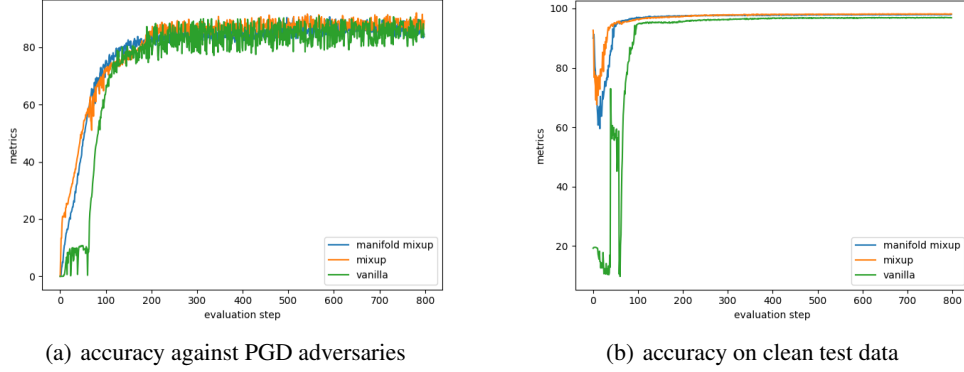 metrics
80
60
40
20
0
0
100
200
300
400
500
600
700
800
evaluation step
manifold mixup
mixup
vanilla
(a) accuracy against PGD adversaries
metrics
100
80
60
40
20
0
100
200
300
400
500
600
700
800
evaluation step
manifold mixup
mixup
vanilla
(b) accuracy on clean test data